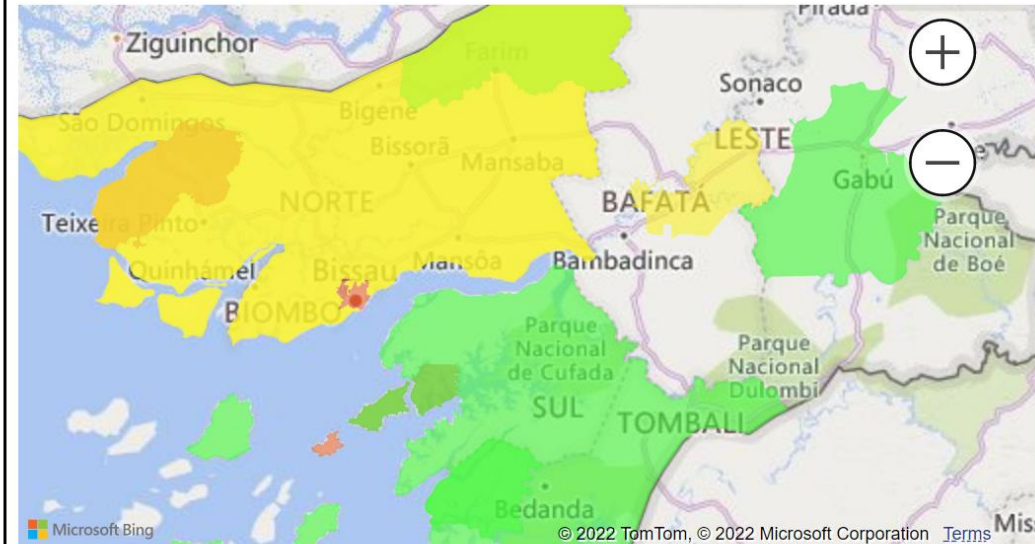 Pirada
Ziguinchor
Farim
Sonaco
São Domingos
Bigene
LESTE
Bissorã
Mansaba
Gabú
NORTE
BAFATÁ
Teixeira Pinto
Parque
Nacional
de Boé
Quinhámel
Bissau
Mansôa
Bambadinca
BIOMBO
Parque
Nacional
de Cufada
Parque
Nacional
Dulombi
SUL
TOMBALI
Bedanda
Microsoft Bing
© 2022 TomTom, © 2022 Microsoft Corporation Terms
Mis